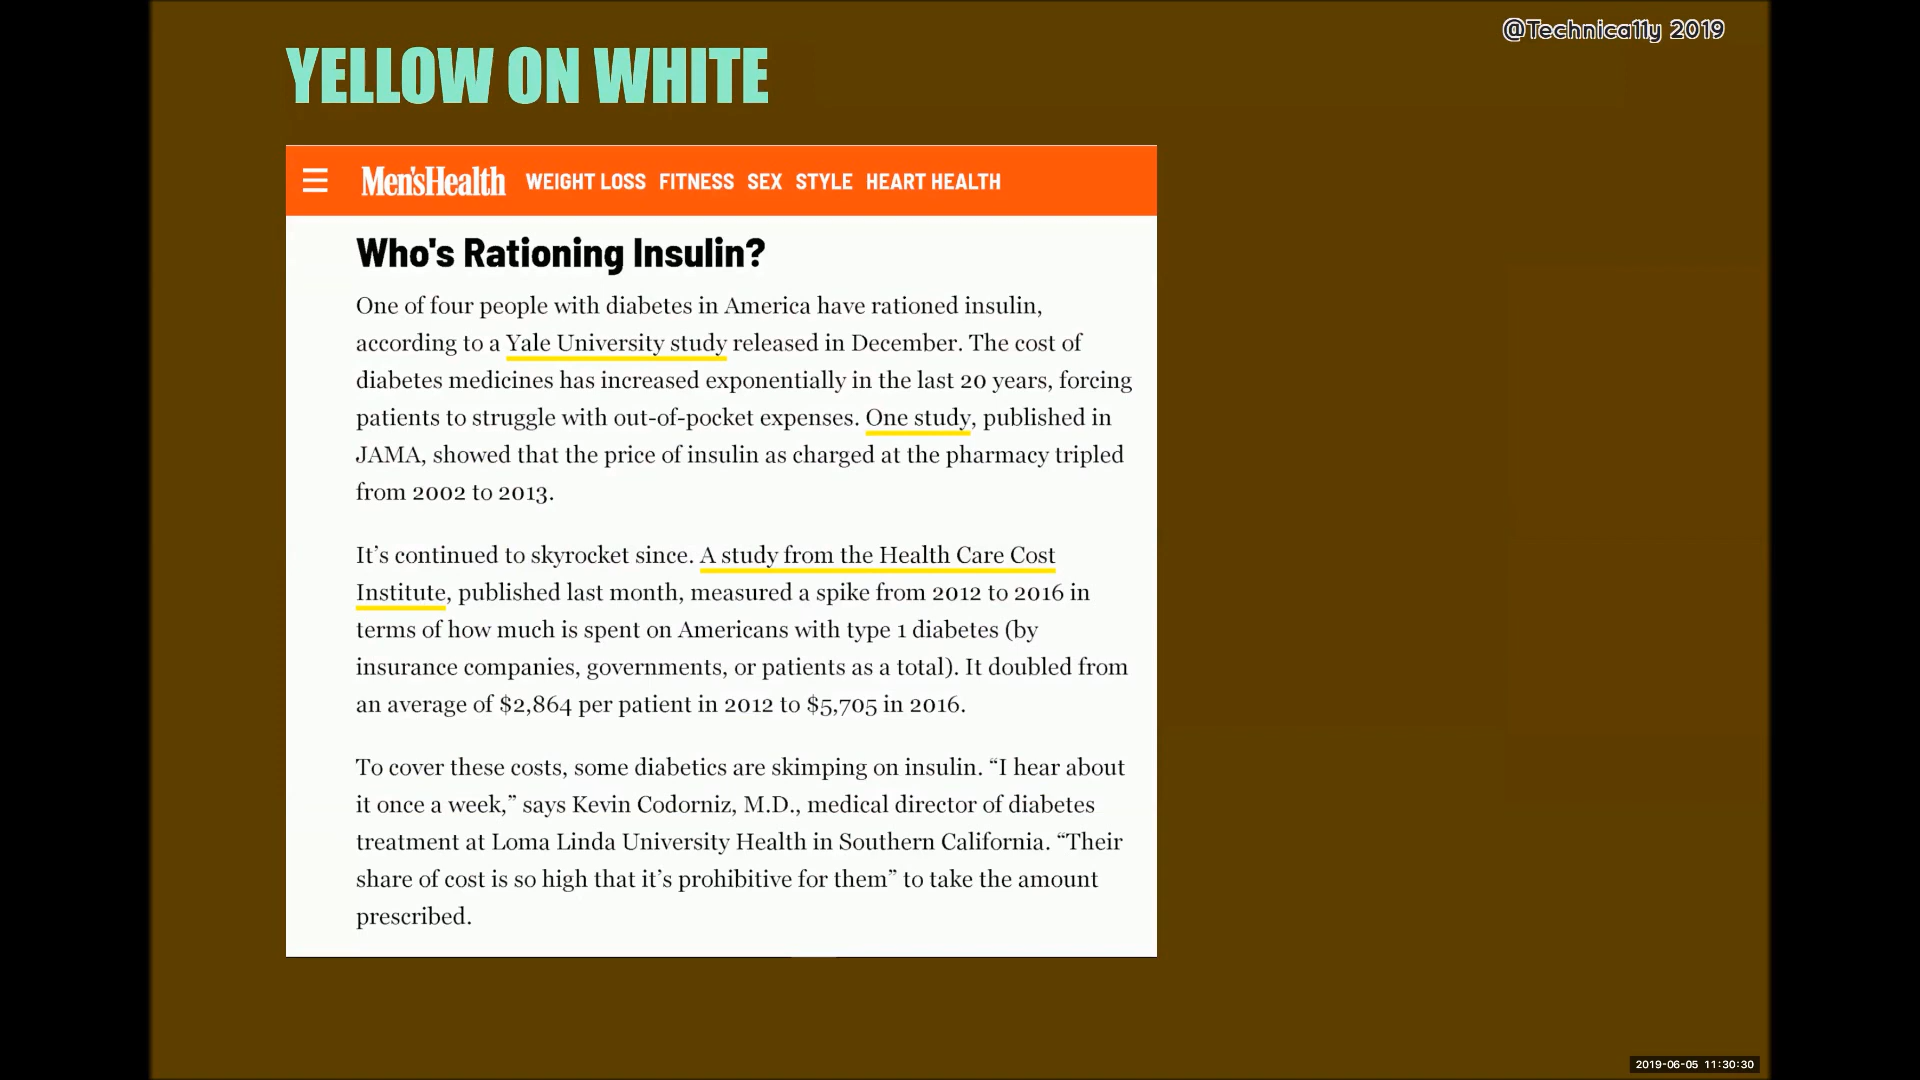 @Technica11y 2019
YELLOW ON WHITE
Men'sHealth WEIGHT LOSS FITNESS SEX STYLE HEART HEALTH
Who's Rationing Insulin?
One of four people with diabetes in America have rationed insulin,
according to a Yale University study released in December. The cost of
diabetes medicines has increased exponentially in the last 20 years, forcing
patients to struggle with out-of-pocket expenses. One study, published in
JAMA, showed that the price of insulin as charged at the pharmacy tripled
from 2002 to 2013.
It’s continued to skyrocket since. A study from the Health Care Cost
Institute, published last month, measured a spike from 2012 to 2016 in
terms of how much is spent on Americans with type 1 diabetes (by
insurance companies, governments, or patients as a total). It doubled from
an average of $2,864 per patient in 2012 to $5,705 in 2016.
To cover these costs, some diabetics are skimping on insulin. “I hear about
it once a week,” says Kevin Codorniz, M.D., medical director of diabetes
treatment at Loma Linda University Health in Southern California. “Their
share of cost is so high that it’s prohibitive for them” to take the amount
prescribed.
2019-06-05 11:30:30